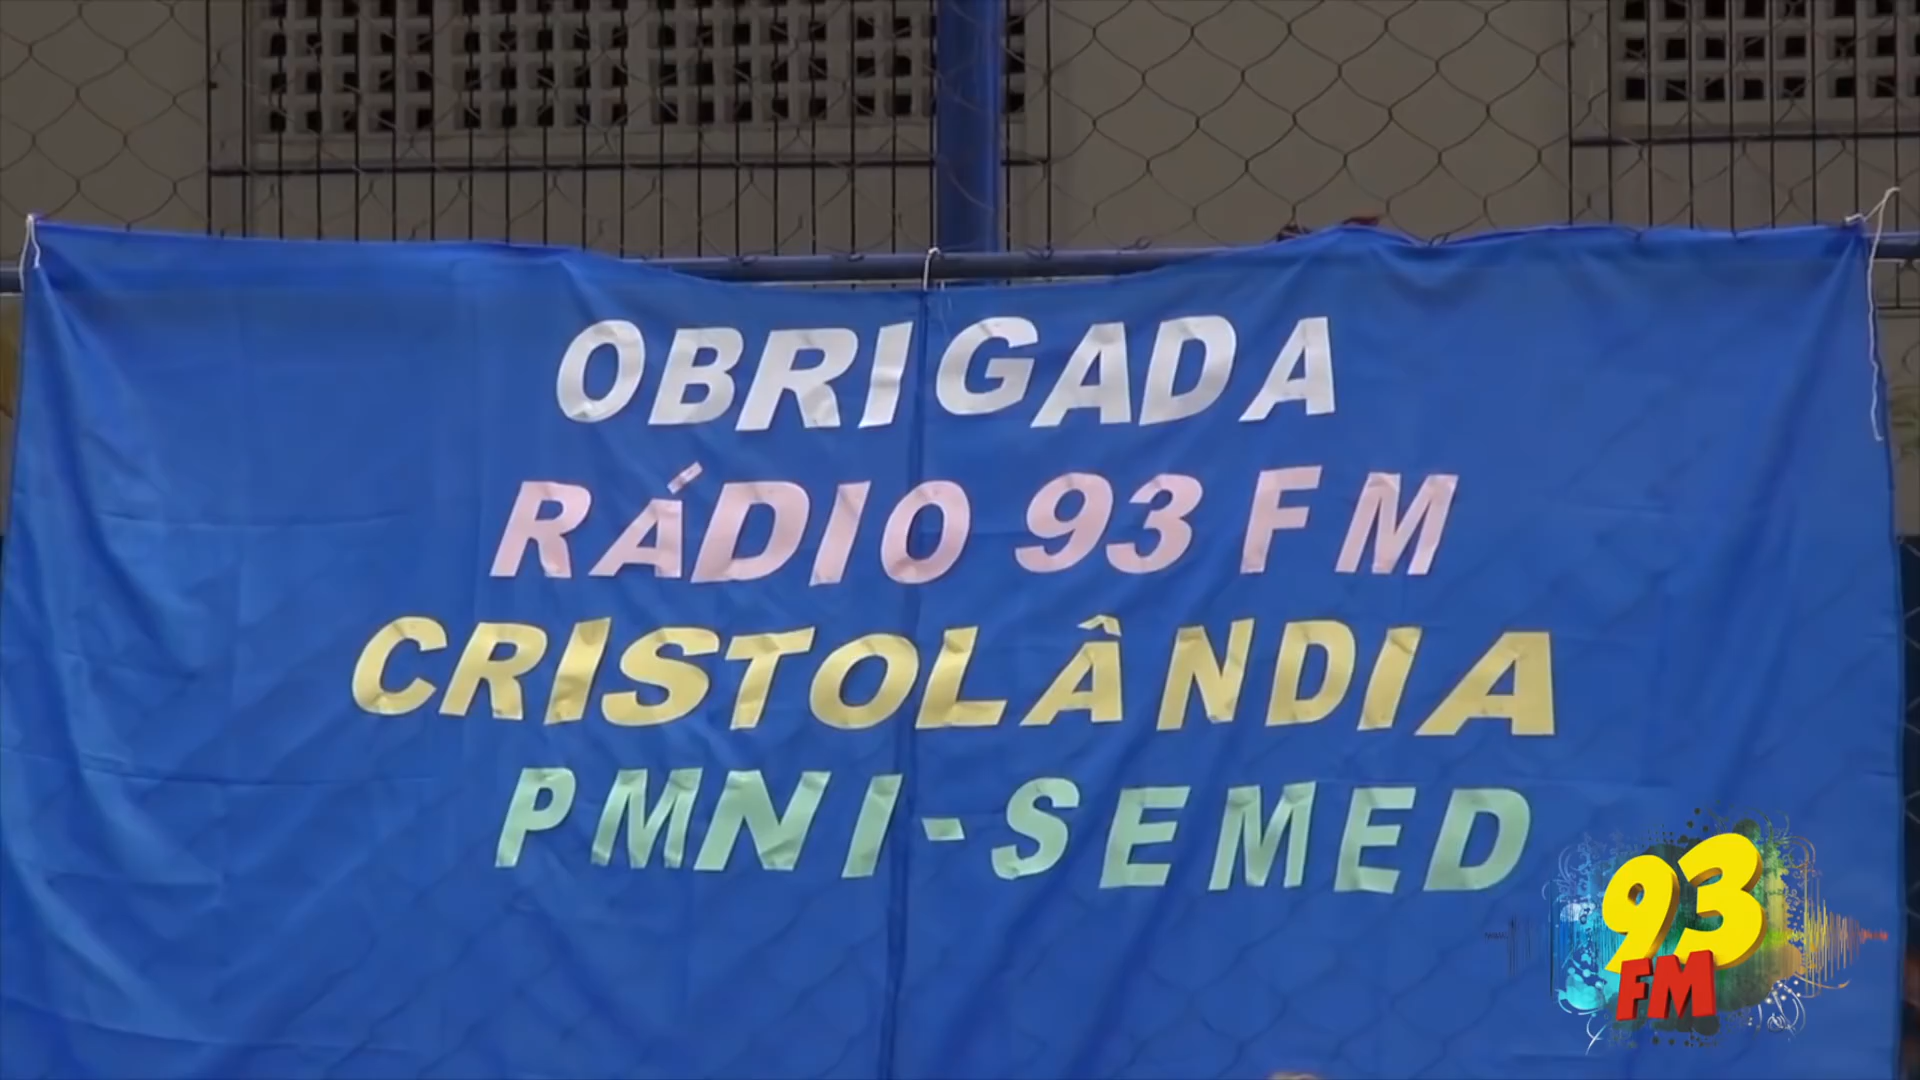 OBRIGADA
RÁDIO 93 FM
CRISTOLÂNDIA
PMNI-SEMED
93
FM